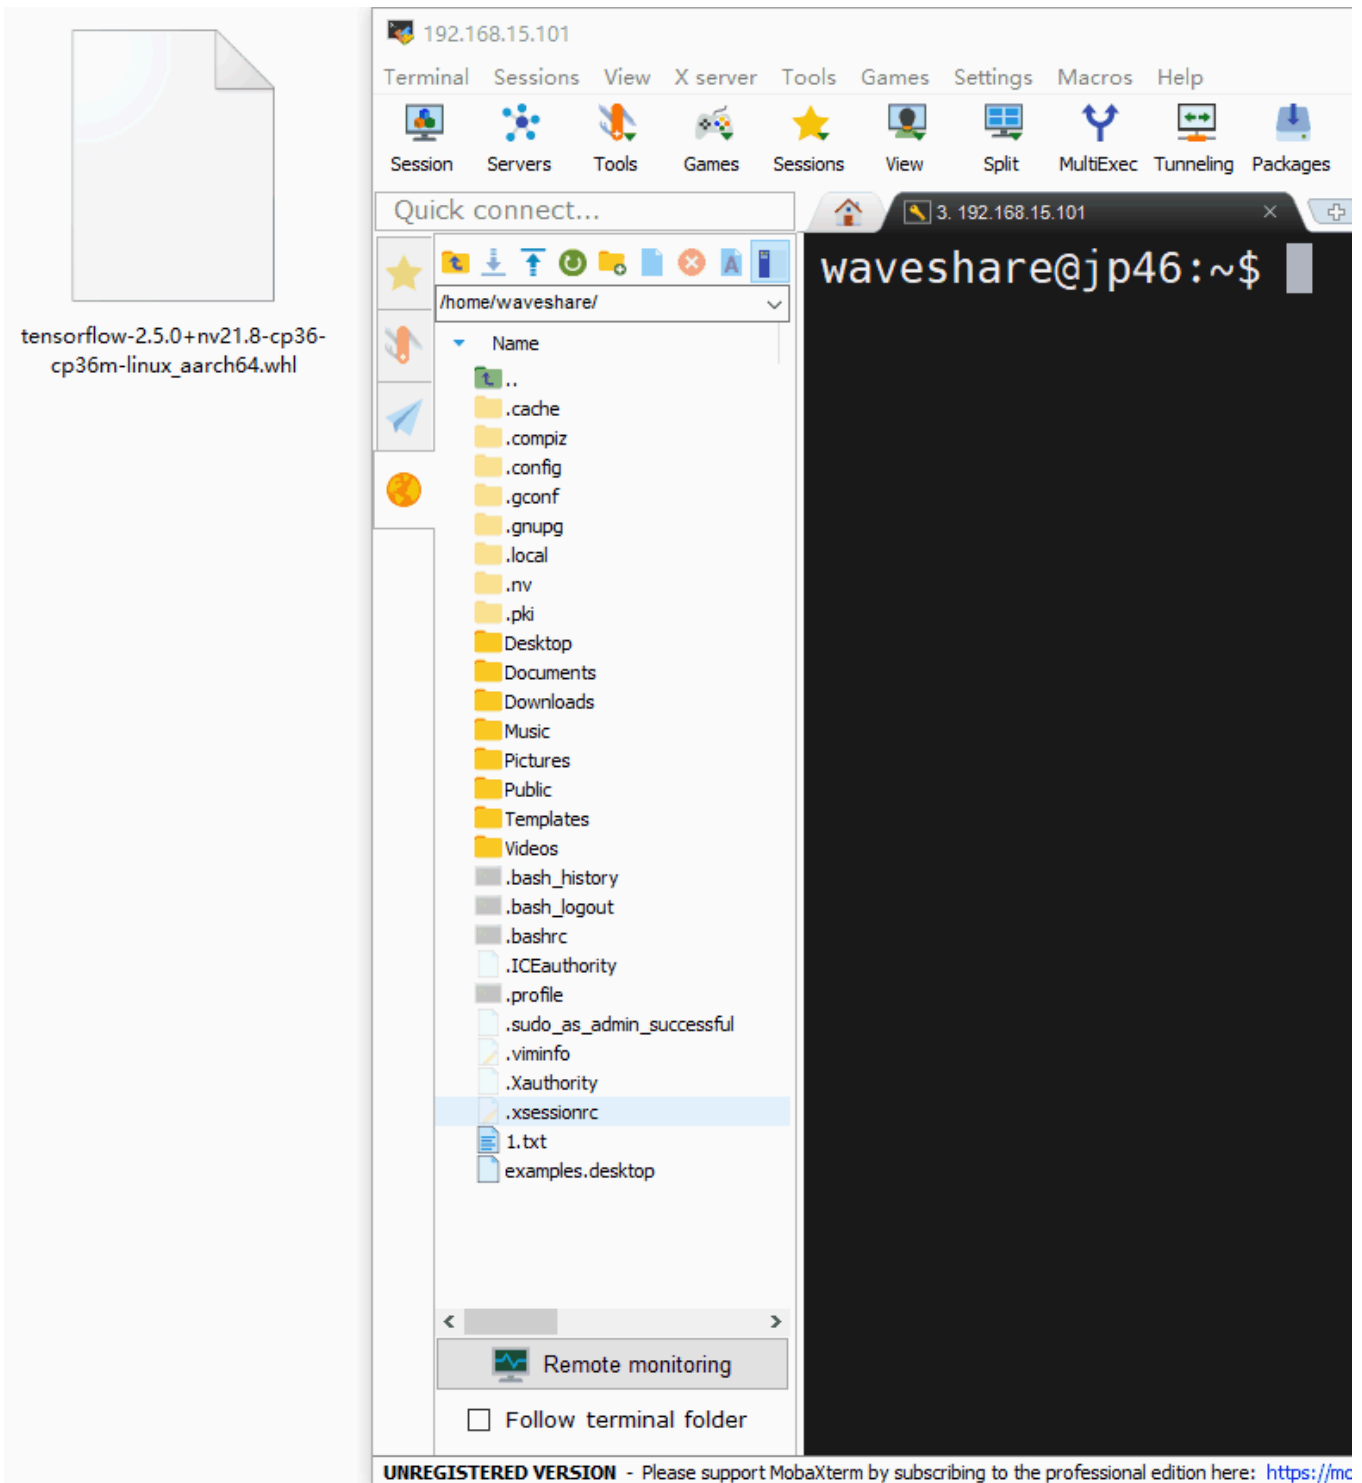 tensorflow-2.5.0+nv21.8-cp36-
cp36m-linux_aarch64.whl
192.168.15.101
Terminal Sessions View X server Tools Games Settings Macros Help
Session Servers Tools Games Sessions View Split MultiExec Tunneling Packages
Quick connect...
3. 192.168.15.101
/home/waveshare/
Name
..
.cache
.compiz
.config
.gconf
.gnupg
.local
.nv
.pki
Desktop
Documents
Downloads
Music
Pictures
Public
Templates
Videos
.bash_history
.bash_logout
.bashrc
.ICEauthority
.profile
.sudo_as_admin_successful
.viminfo
.Xauthority
.xsessionrc
1.txt
examples.desktop
Remote monitoring
Follow terminal folder
waveshare@jp46:~$
UNREGISTERED VERSION - Please support MobaXterm by subscribing to the professional edition here: https://mo